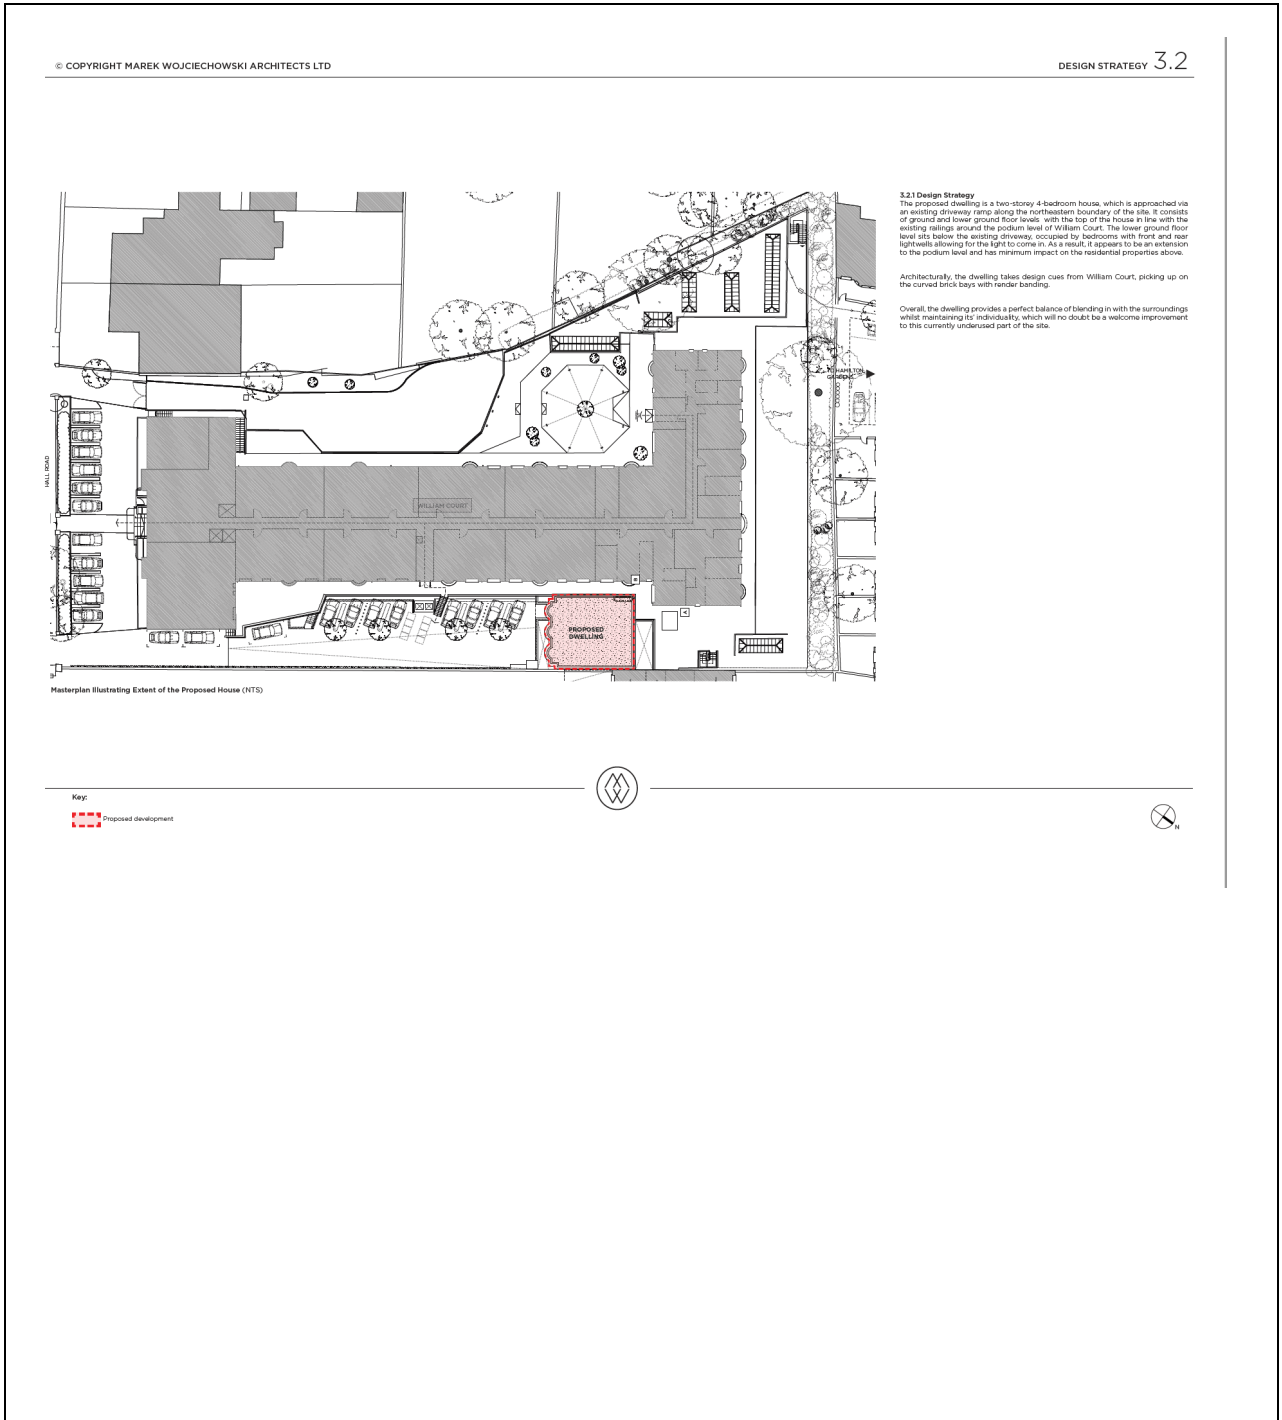 © COPYRIGHT MAREK WOJCIECHOWSKI ARCHITECTS LTD
DESIGN STRATEGY 3.2
3.2.1 Design Strategy
The proposed dwelling is a two-storey 4-bedroom house, which is approached via
an existing driveway ramp along the northeastern boundary of the site. It consists
of ground and lower ground floor levels with the top of the house in line with the
existing railings around the podium level of William Court. The lower ground floor
level sits below the existing driveway, occupied by bedrooms with front and rear
lightwells allowing for the light to come in. As a result, it appears to be an extension
to the podium level and has minimum impact on the residential properties above.
Architecturally, the dwelling takes design cues from William Court, picking up on
the curved brick bays with render banding.
Overall, the dwelling provides a perfect balance of blending in with the surroundings
whilst maintaining its' individuality, which will no doubt be a welcome improvement
to this currently underused part of the site.
HAMILTON
GARDENS
HALL ROAD
WILLIAM COURT
PROPOSED
DWELLING
Masterplan Illustrating Extent of the Proposed House (NTS)
Key:
Proposed development
N